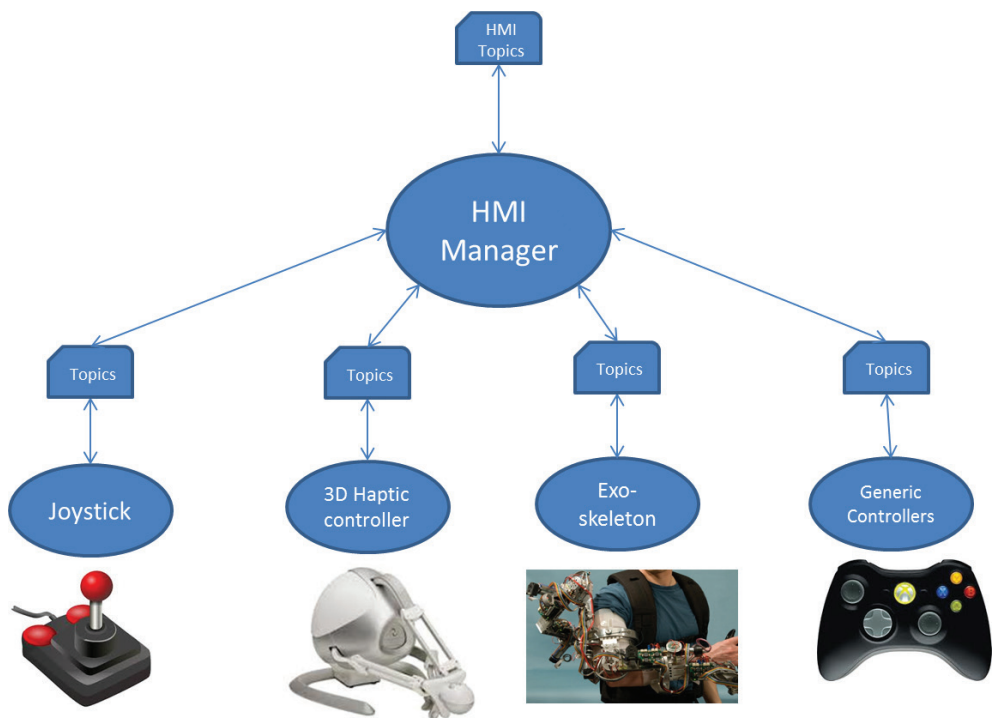 HMI
Topics
HMI
Manager
Topics
Topics
Topics
Topics
Joystick
3D Haptic
controller
Exo-
skeleton
Generic
Controllers